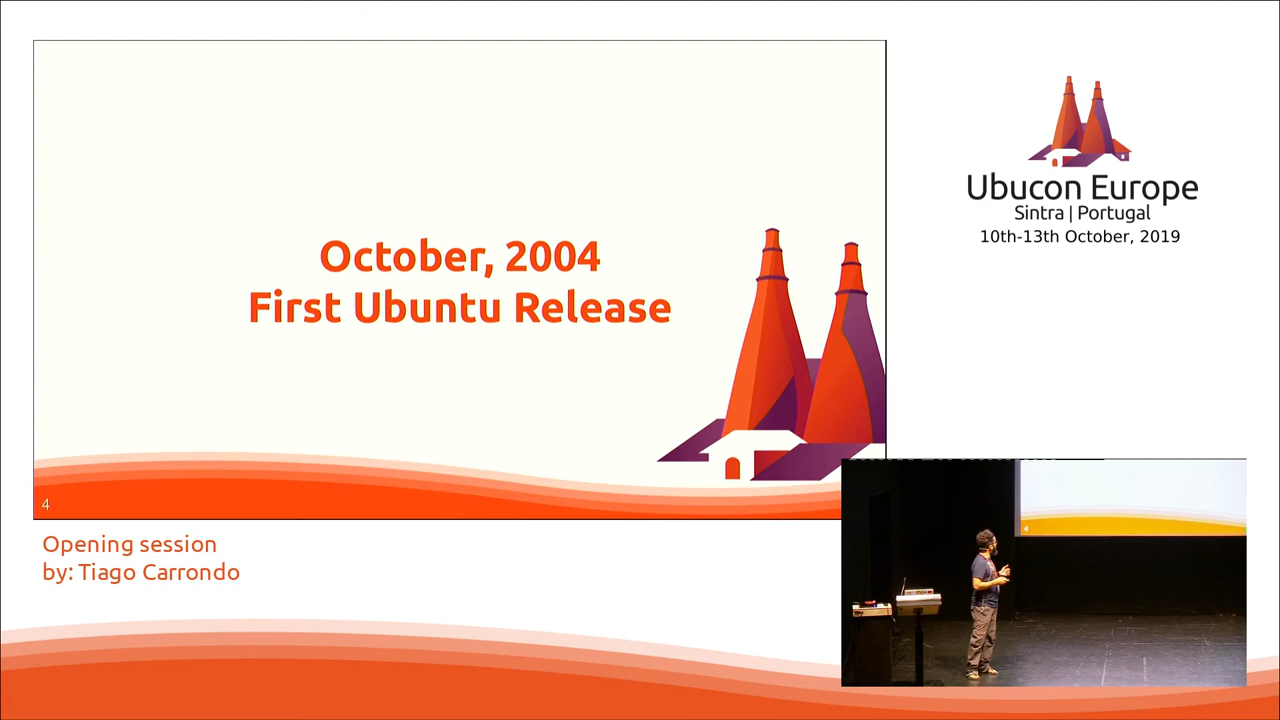 October, 2004
First Ubuntu Release
4
Opening session
by: Tiago Carrondo
Ubucon Europe
Sintra | Portugal
10th-13th October, 2019
4